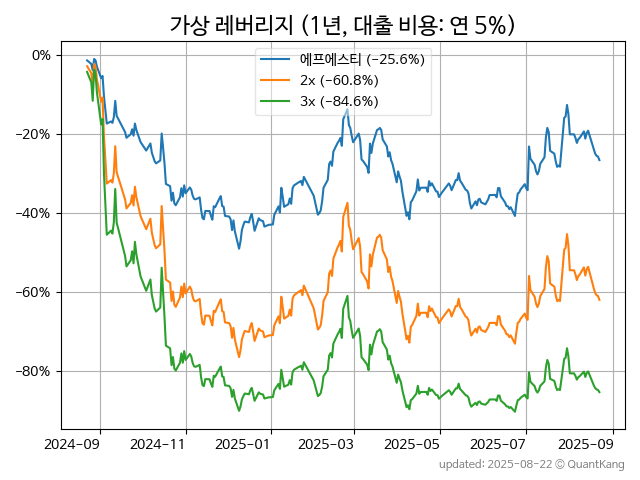 가상 레버리지 (1년, 대출 비용: 연 5%)
에프에스티 (−25.6%)
2x (−60.8%)
3x (−84.6%)
0%
−20%
−40%
−60%
−80%
2024-09 2024-11 2025-01 2025-03 2025-05 2025-07 2025-09
updated: 2025-08-22 © QuantKang